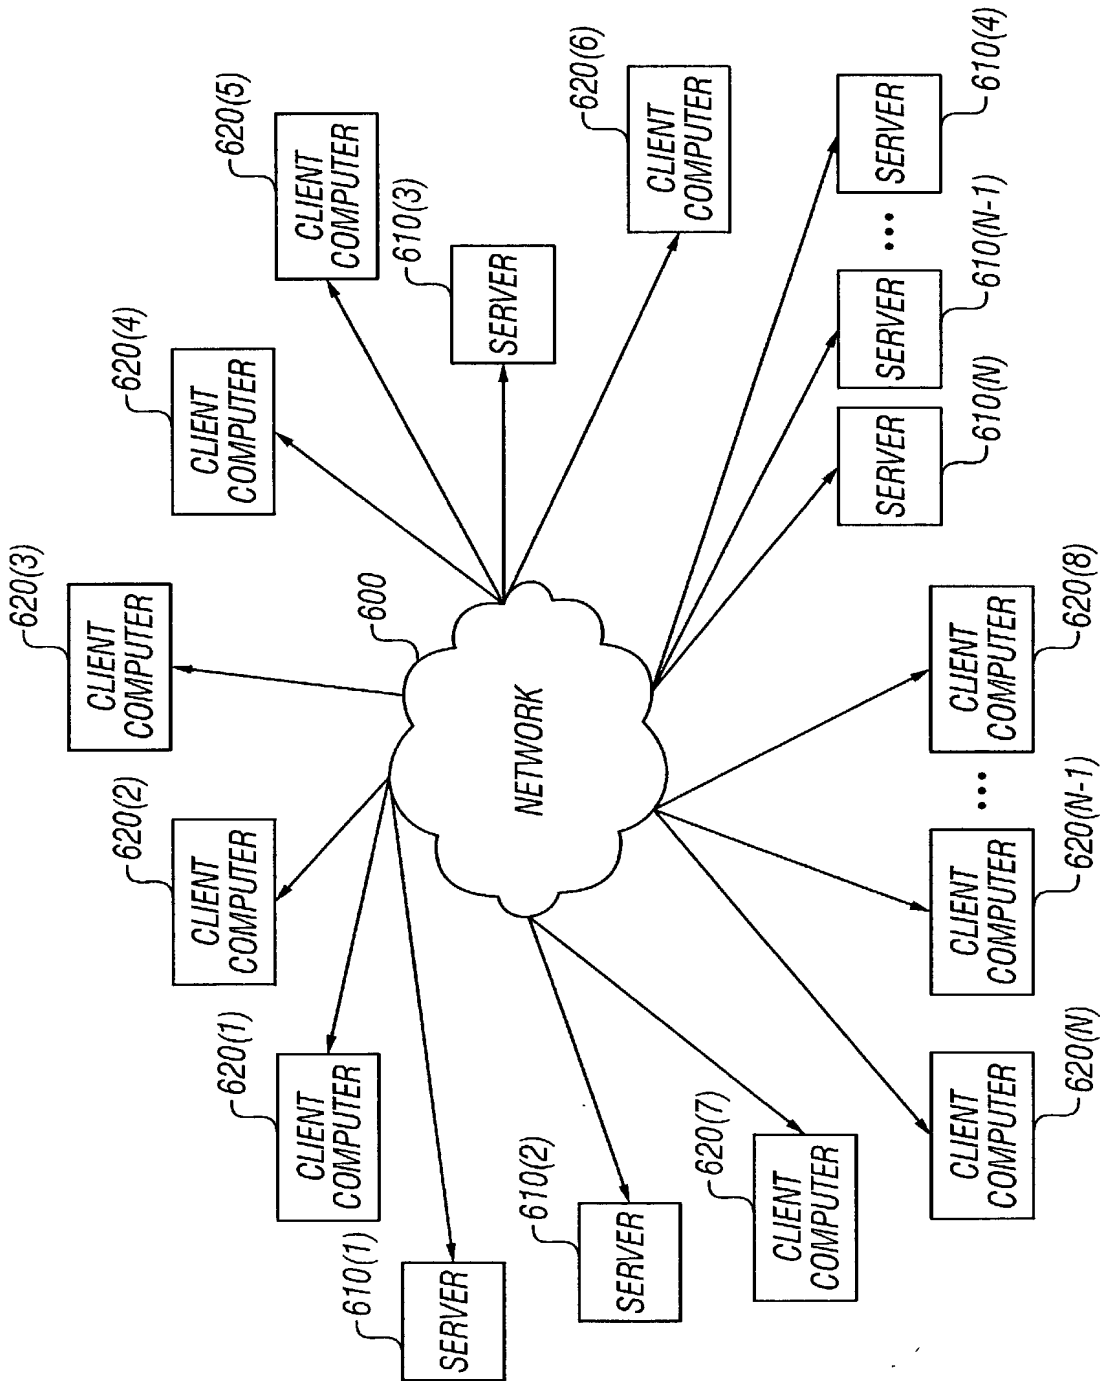 620(3)
CLIENT
COMPUTER
620(2)
CLIENT
COMPUTER
620(4)
CLIENT
COMPUTER
620(1)
CLIENT
COMPUTER
620(5)
CLIENT
COMPUTER
610(1)
SERVER
600
NETWORK
610(3)
SERVER
610(2)
SERVER
620(6)
CLIENT
COMPUTER
620(7)
CLIENT
COMPUTER
SERVER
610(N)
SERVER
610(N-1)
...
SERVER
610(4)
CLIENT
COMPUTER
620(N)
CLIENT
COMPUTER
620(N-1)
...
CLIENT
COMPUTER
620(8)